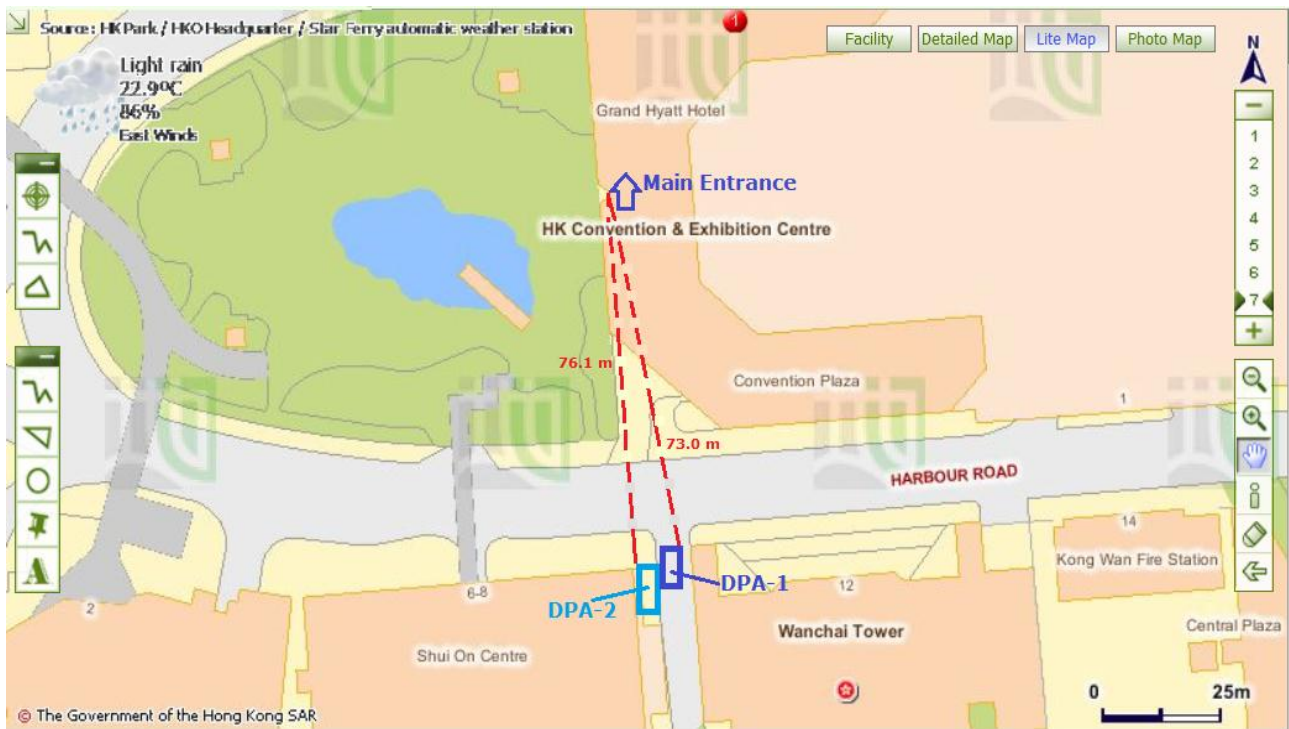 Source: HK Park / HKO Headquarter / Star Ferry automatic weather station
1
Facility
Detailed Map
Lite Map
Photo Map
N
Light rain
22.9ºC
86%
East Winds
Grand Hyatt Hotel
1
2
3
4
5
6
7
Main Entrance
HK Convention & Exhibition Centre
76.1 m
Convention Plaza
1
73.0 m
HARBOUR ROAD
14
Kong Wan Fire Station
DPA-1
12
6-8
DPA-2
2
Wanchai Tower
Central Plaza
Shui On Centre
0
25m
© The Government of the Hong Kong SAR
A